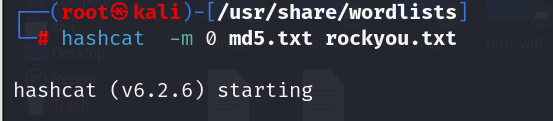 (root㉿kali)-[/usr/share/wordlists]
# hashcat  -m 0 md5.txt rockyou.txt
hashcat (v6.2.6) starting